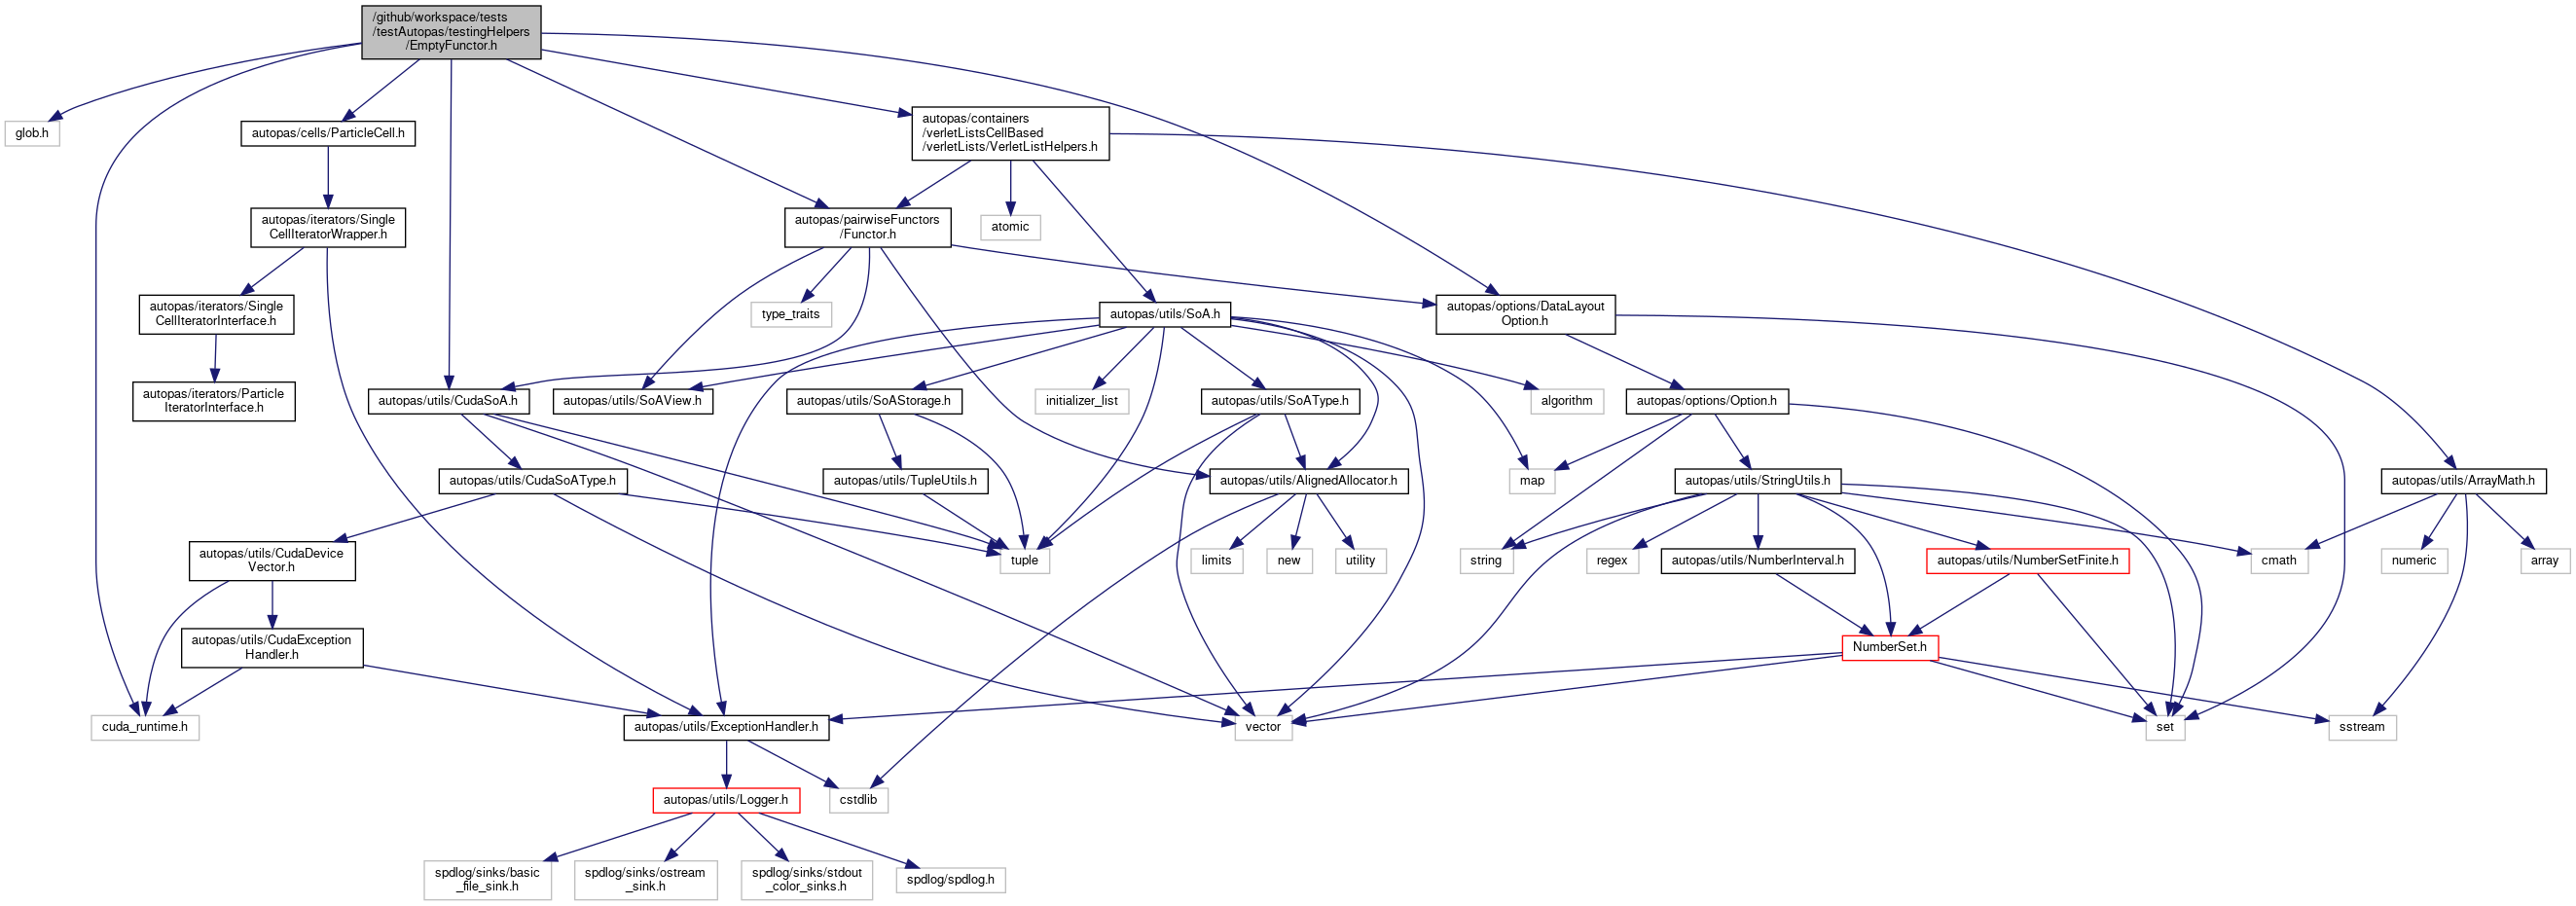 /github/workspace/tests
/testAutopas/testingHelpers
/EmptyFunctor.h
glob.h
autopas/cells/ParticleCell.h
autopas/containers
/verletListsCellBased
/verletLists/VerletListHelpers.h
autopas/iterators/Single
CellIteratorWrapper.h
autopas/pairwiseFunctors
/Functor.h
atomic
autopas/iterators/Single
CellIteratorInterface.h
type_traits
autopas/utils/SoA.h
autopas/options/DataLayout
Option.h
autopas/iterators/Particle
IteratorInterface.h
autopas/utils/CudaSoA.h
autopas/utils/SoAView.h
autopas/utils/SoAStorage.h
initializer_list
autopas/utils/SoAType.h
algorithm
autopas/options/Option.h
autopas/utils/CudaSoAType.h
autopas/utils/TupleUtils.h
autopas/utils/AlignedAllocator.h
map
autopas/utils/StringUtils.h
autopas/utils/ArrayMath.h
autopas/utils/CudaDevice
Vector.h
tuple
limits
new
utility
string
regex
autopas/utils/NumberInterval.h
autopas/utils/NumberSetFinite.h
cmath
numeric
array
autopas/utils/CudaException
Handler.h
NumberSet.h
cuda_runtime.h
autopas/utils/ExceptionHandler.h
vector
set
sstream
autopas/utils/Logger.h
cstdlib
spdlog/sinks/basic
_file_sink.h
spdlog/sinks/ostream
_sink.h
spdlog/sinks/stdout
_color_sinks.h
spdlog/spdlog.h